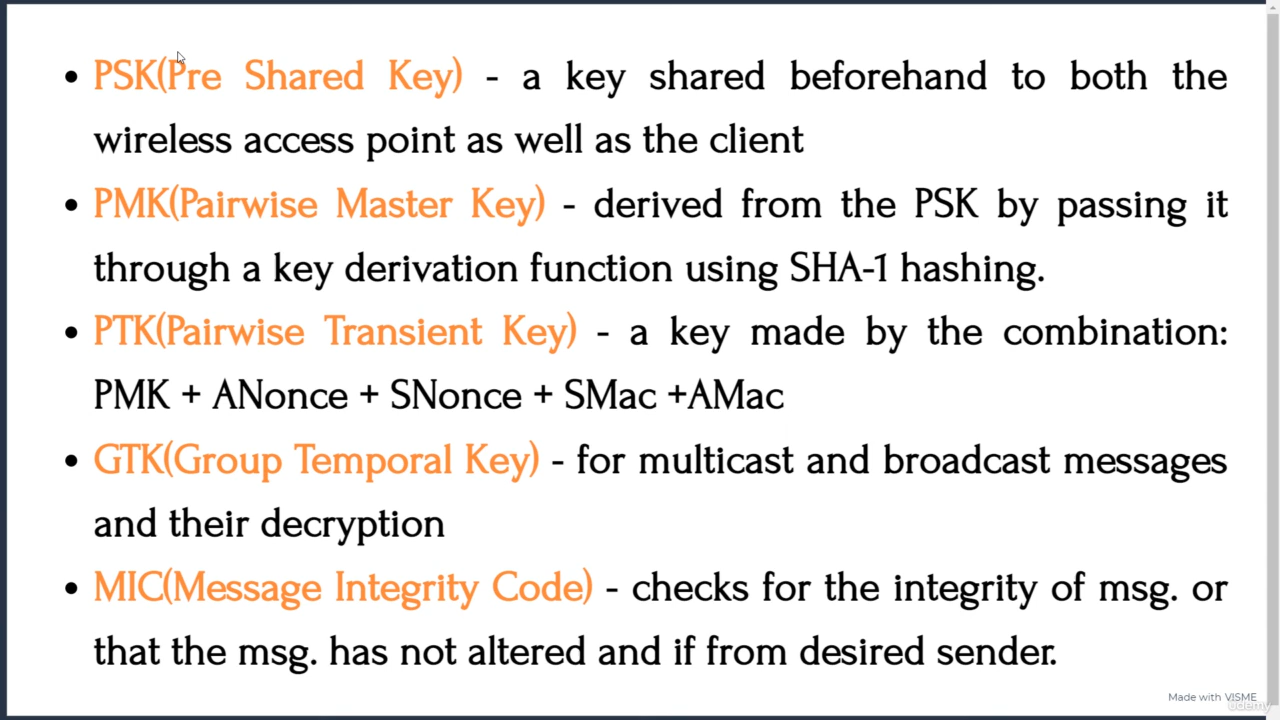 • PSK(Pre Shared Key) - a key shared beforehand to both the
wireless access point as well as the client
• PMK(Pairwise Master Key) - derived from the PSK by passing it
through a key derivation function using SHA-1 hashing.
• PTK(Pairwise Transient Key) - a key made by the combination:
PMK + ANonce + SNonce + SMac +AMac
• GTK(Group Temporal Key) - for multicast and broadcast messages
and their decryption
• MIC(Message Integrity Code) - checks for the integrity of msg. or
that the msg. has not altered and if from desired sender.
Made with VISME
udemy